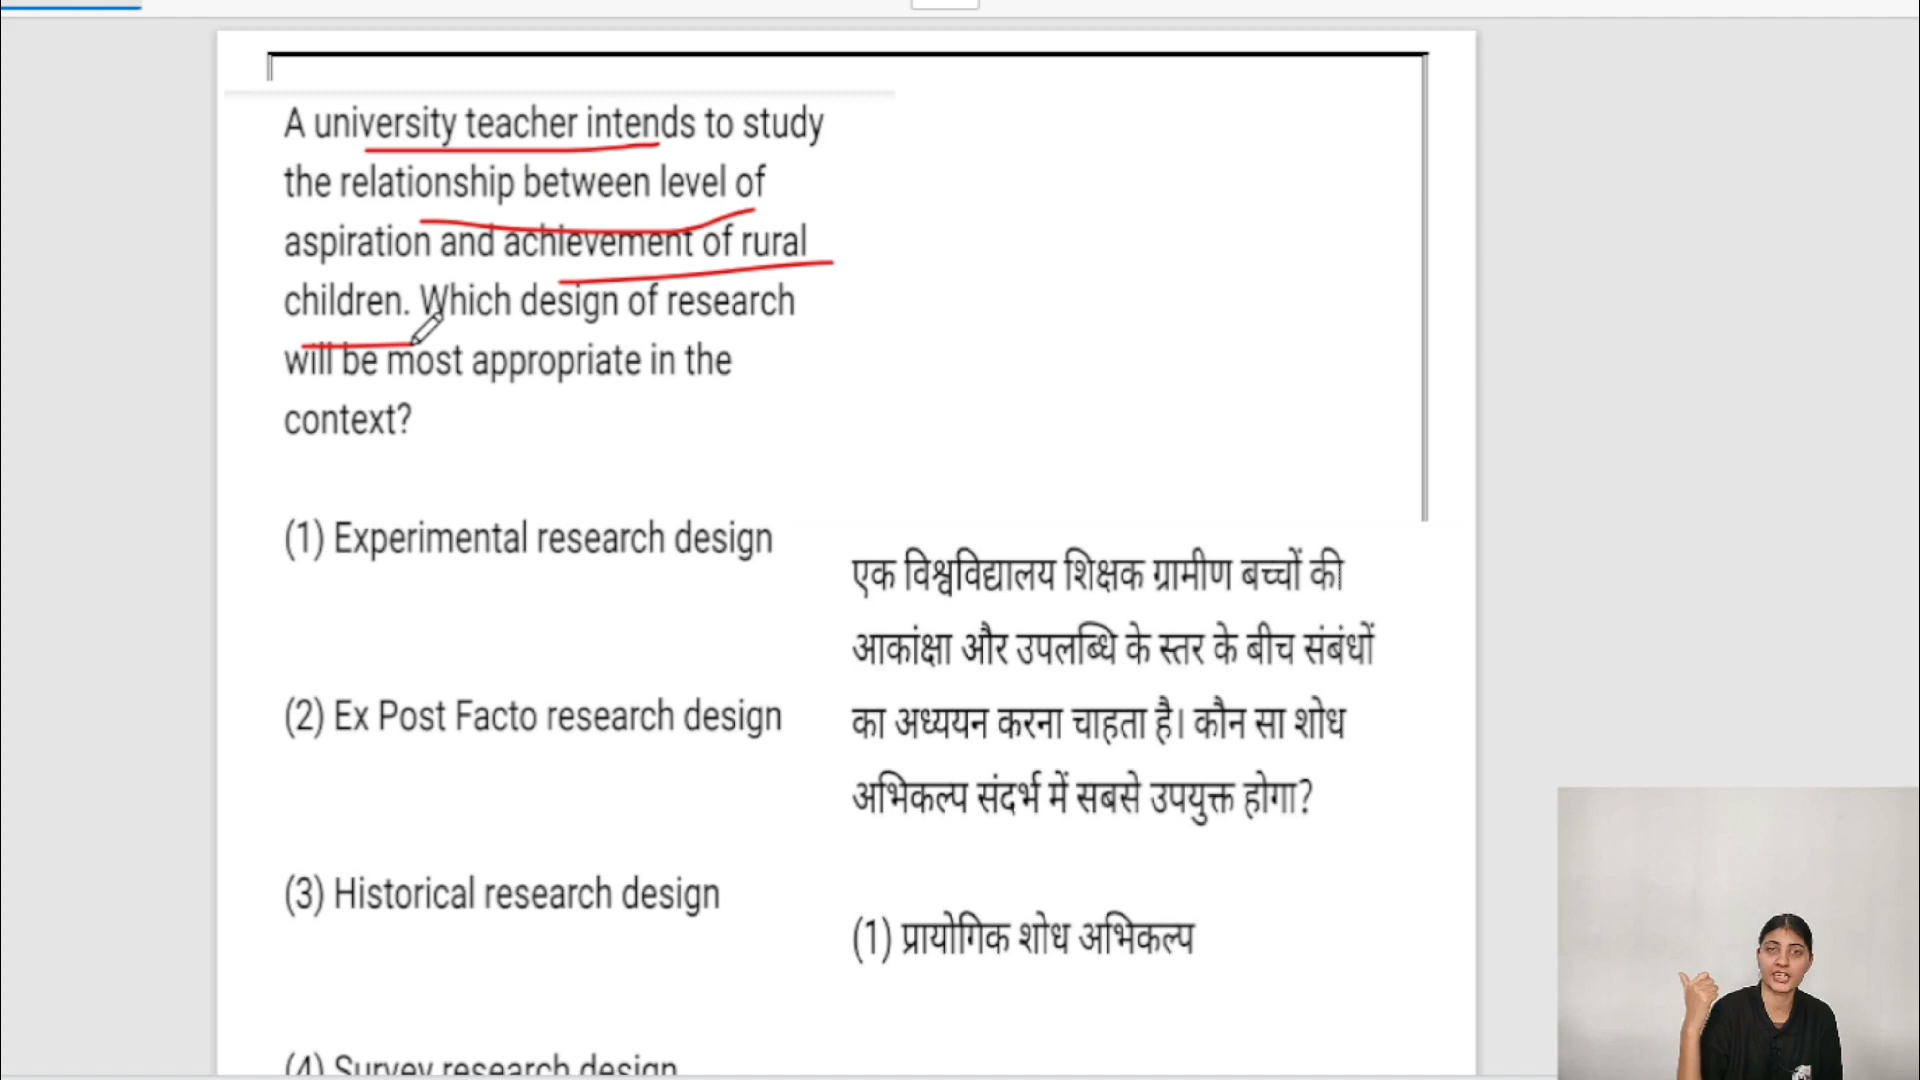 A university teacher intends to study
the relationship between level of
aspiration and achievement of rural
children. Which design of research
will be most appropriate in the
context?
(1) Experimental research design
(2) Ex Post Facto research design
(3) Historical research design
(4) Survey research design
एक विश्वविद्यालय शिक्षक ग्रामीण बच्चों की
आकांक्षा और उपलब्धि के स्तर के बीच संबंधों
का अध्ययन करना चाहता है। कौन सा शोध
अभिकल्प संदर्भ में सबसे उपयुक्त होगा?
(1) प्रायोगिक शोध अभिकल्प